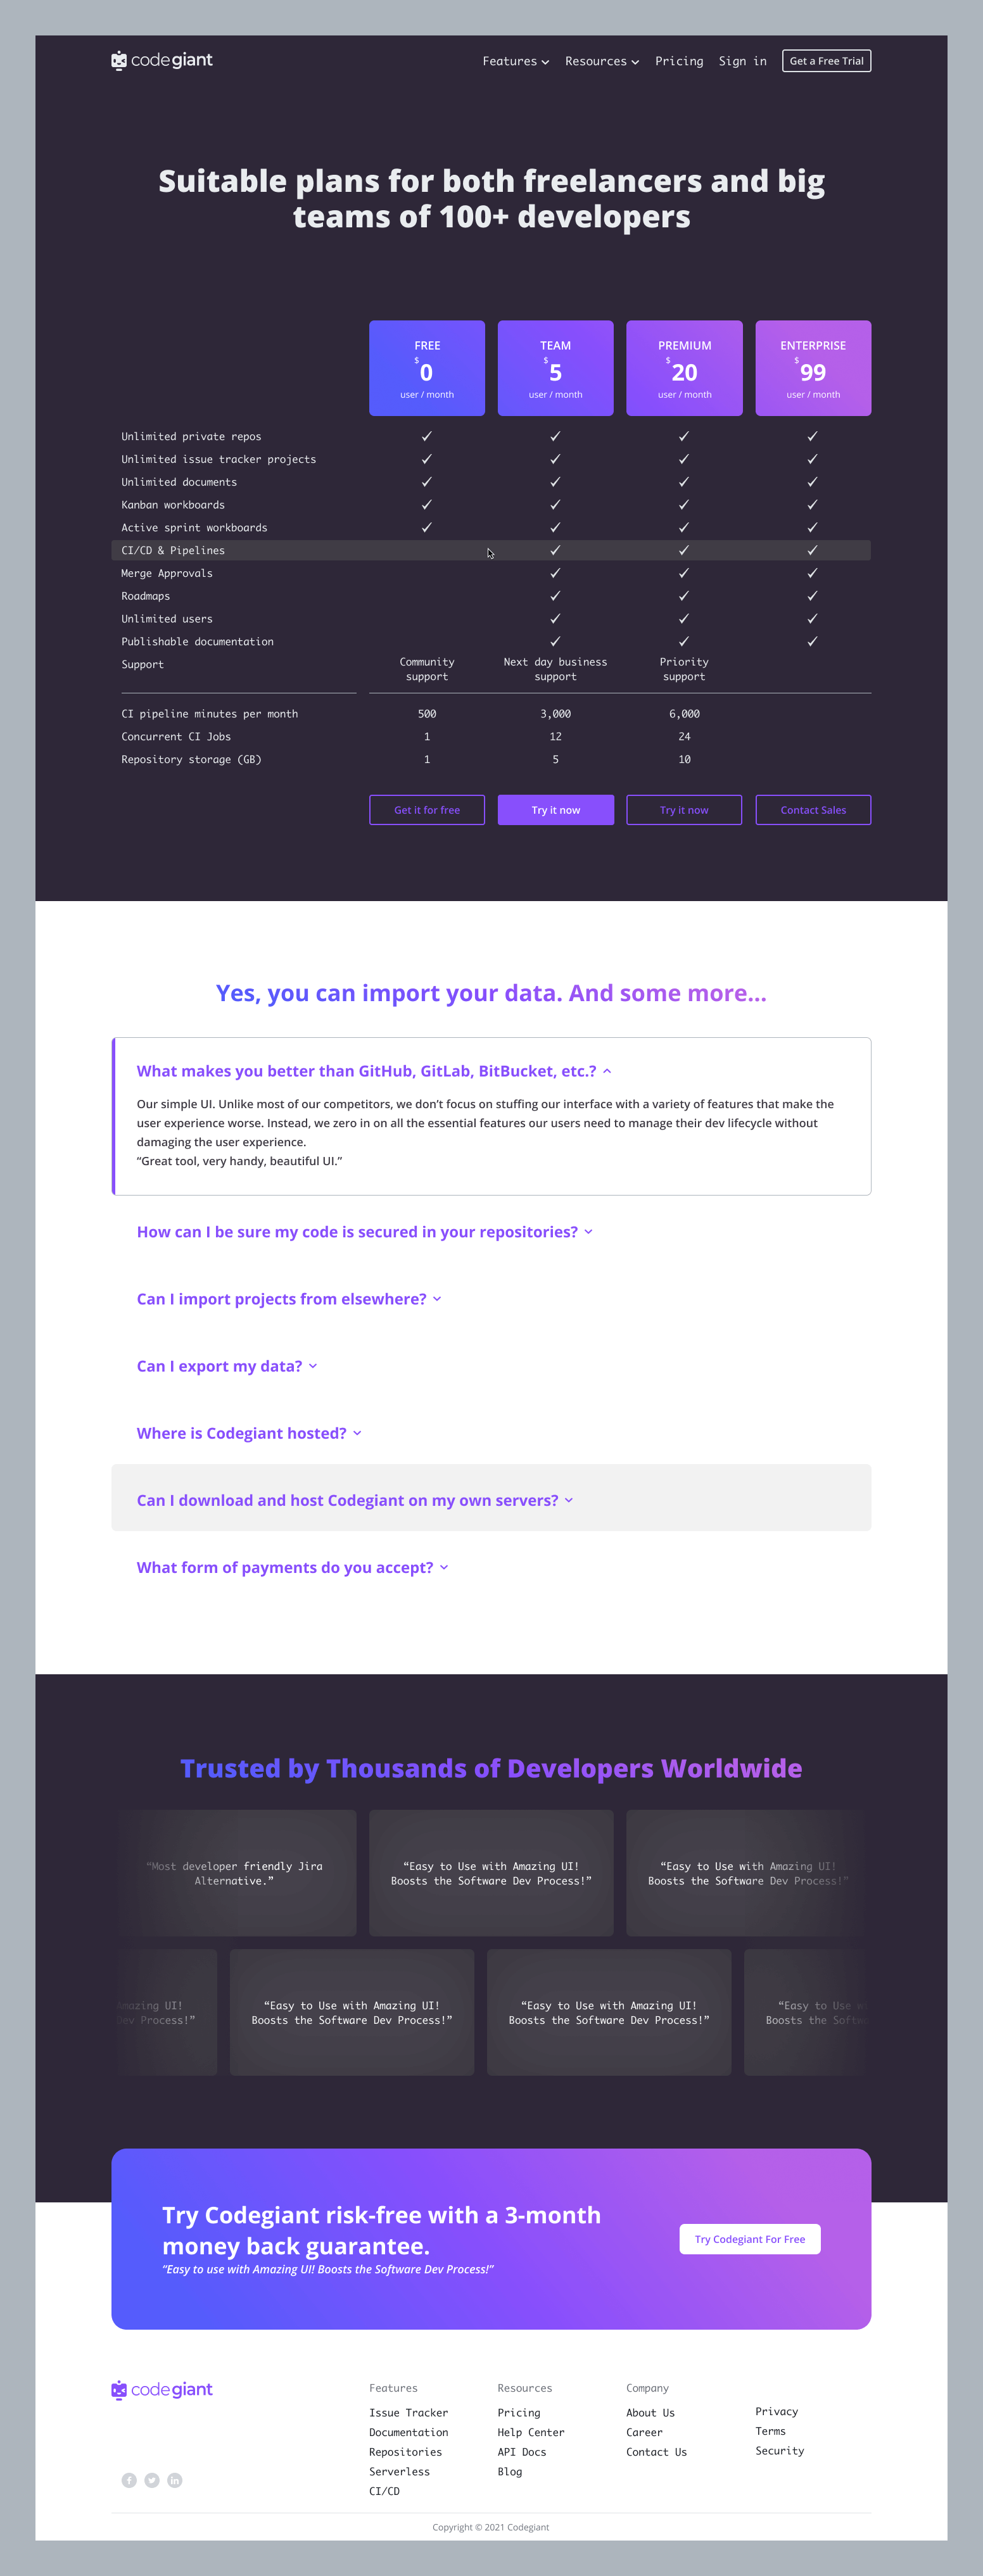 codegiant
Features Resources Pricing Sign in Get a Free Trial
Suitable plans for both freelancers and big
teams of 100+ developers
FREE TEAM PREMIUM ENTERPRISE
$0 $5 $20 $99
user / month user / month user / month user / month
Unlimited private repos
Unlimited issue tracker projects
Unlimited documents
Kanban workboards
Active sprint workboards
CI/CD & Pipelines
Merge Approvals
Roadmaps
Unlimited users
Publishable documentation
Support
Community
support
Next day business
support
Priority
support
CI pipeline minutes per month 500 3,000 6,000
Concurrent CI Jobs 1 12 24
Repository storage (GB) 1 5 10
Get it for free Try it now Try it now Contact Sales
Yes, you can import your data. And some more...
What makes you better than GitHub, GitLab, BitBucket, etc.?
Our simple UI. Unlike most of our competitors, we don’t focus on stuffing our interface with a variety of features that make the
user experience worse. Instead, we zero in on all the essential features our users need to manage their dev lifecycle without
damaging the user experience.
“Great tool, very handy, beautiful UI.”
How can I be sure my code is secured in your repositories?
Can I import projects from elsewhere?
Can I export my data?
Where is Codegiant hosted?
Can I download and host Codegiant on my own servers?
What form of payments do you accept?
Trusted by Thousands of Developers Worldwide
“Most developer friendly Jira
Alternative.”
“Easy to Use with Amazing UI!
Boosts the Software Dev Process!”
“Easy to Use with Amazing UI!
Boosts the Software Dev Process!”
Amazing UI!
Dev Process!”
“Easy to Use with Amazing UI!
Boosts the Software Dev Process!”
“Easy to Use with Amazing UI!
Boosts the Software Dev Process!”
“Easy to Use
Boosts the
Try Codegiant risk-free with a 3-month
money back guarantee.
“Easy to use with Amazing UI! Boosts the Software Dev Process!”
Try Codegiant For Free
codegiant
Features
Issue Tracker
Documentation
Repositories
Serverless
CI/CD
Resources
Pricing
Help Center
API Docs
Blog
Company
About Us
Career
Contact Us
Privacy
Terms
Security
Copyright © 2021 Codegiant